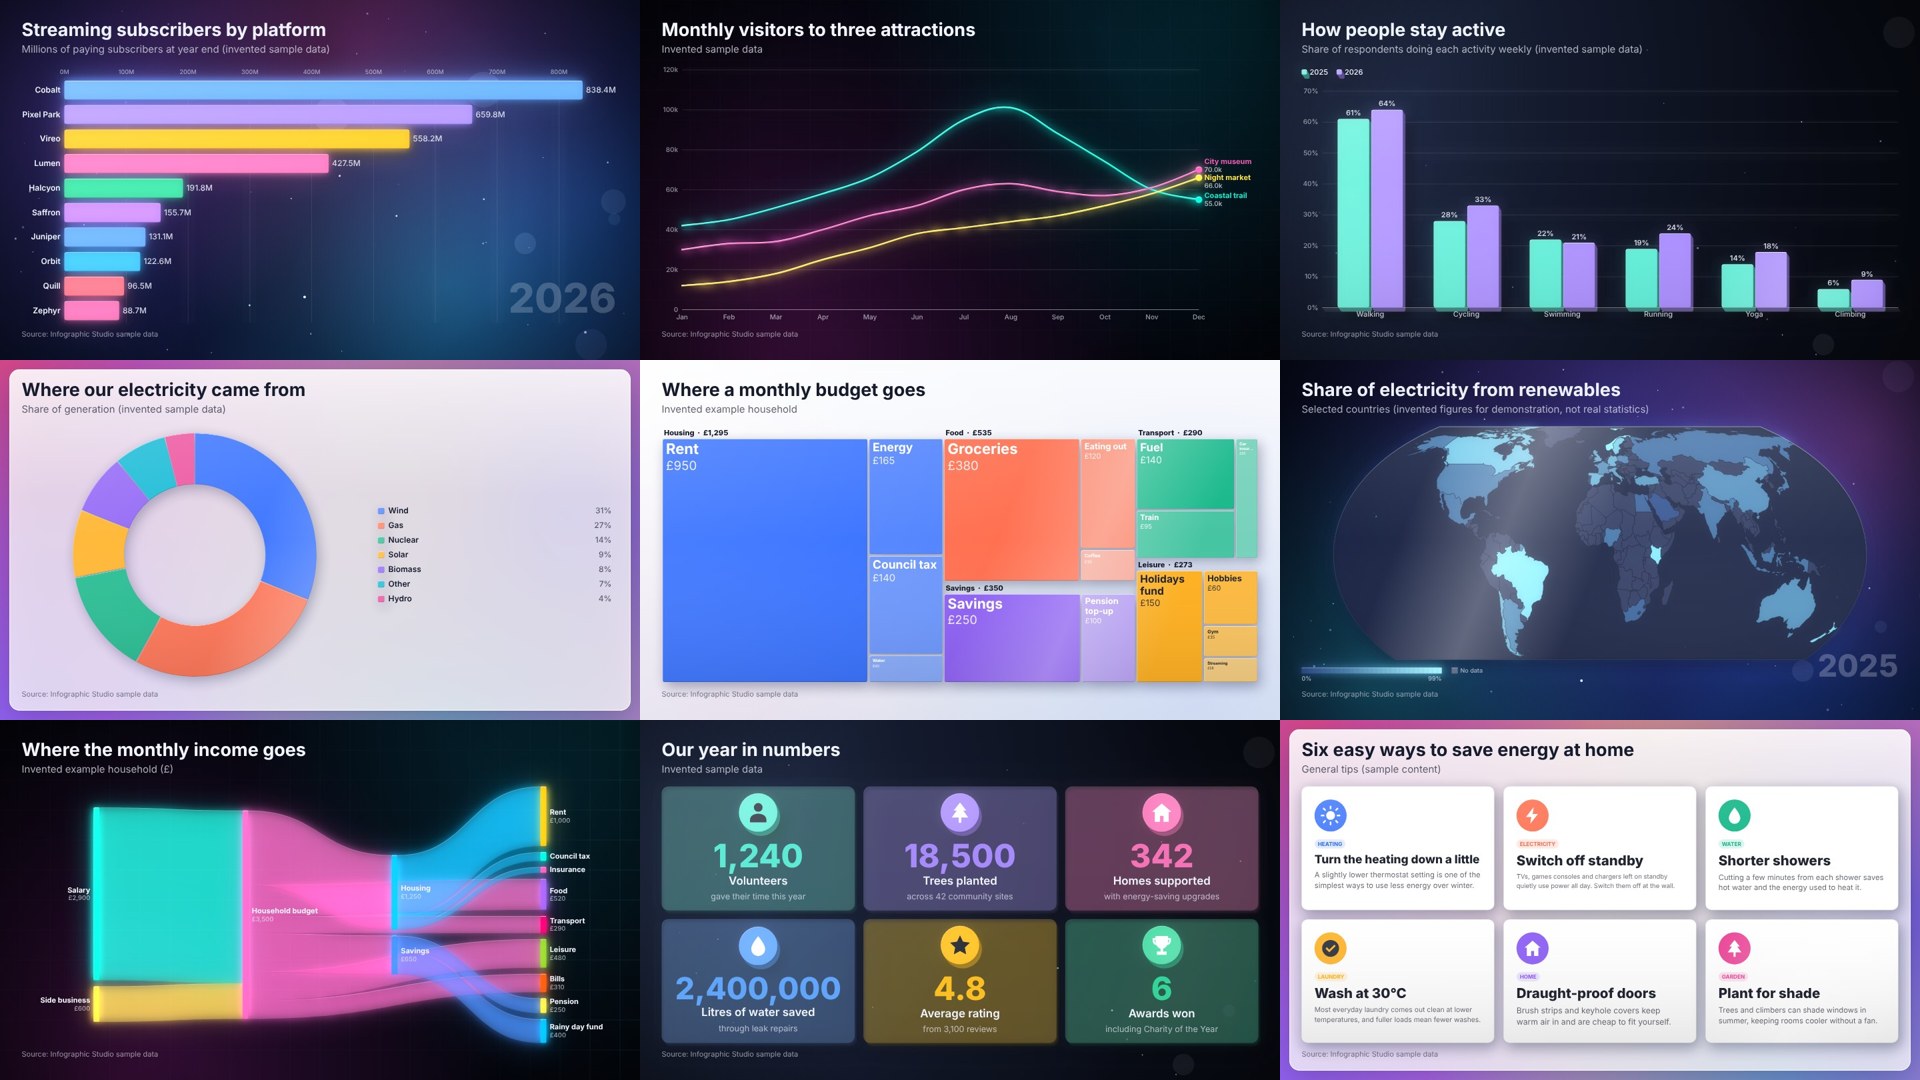 Streaming subscribers by platform
Millions of paying subscribers at year end (invented sample data)
0M 100M 200M 300M 400M 500M 600M 700M 800M
Cobalt 838.4M
Pixel Park 659.8M
Vireo 558.2M
Lumen 427.5M
Halcyon 191.8M
Saffron 155.7M
Juniper 131.1M
Orbit 122.6M
Quill 96.5M
Zephyr 88.7M
2026
Source: Infographic Studio sample data
Monthly visitors to three attractions
Invented sample data
120k
100k
80k
60k
40k
20k
0
Jan Feb Mar Apr May Jun Jul Aug Sep Oct Nov Dec
City museum
70.0k
Night market
66.0k
Coastal trail
55.0k
Source: Infographic Studio sample data
How people stay active
Share of respondents doing each activity weekly (invented sample data)
2025 2026
70%
60%
50%
40%
30%
20%
10%
0%
61% 64%
28% 33%
22% 21%
19% 24%
14% 18%
6% 9%
Walking Cycling Swimming Running Yoga Climbing
Source: Infographic Studio sample data
Where our electricity came from
Share of generation (invented sample data)
Wind 31%
Gas 27%
Nuclear 14%
Solar 9%
Biomass 8%
Other 7%
Hydro 4%
Source: Infographic Studio sample data
Where a monthly budget goes
Invented example household
Housing · £1,295
Rent
£950
Energy
£165
Council tax
£140
Water
Food · £535
Groceries
£380
Eating out
£120
Coffee
Savings · £350
Savings
£250
Pension
top-up
£100
Transport · £290
Fuel
£140
Train
£95
Leisure · £273
Holidays
fund
£150
Hobbies
£60
Gym
Streaming
Source: Infographic Studio sample data
Share of electricity from renewables
Selected countries (invented figures for demonstration, not real statistics)
0% 99%
No data
2025
Source: Infographic Studio sample data
Where the monthly income goes
Invented example household (£)
Salary
£2,900
Side business
£600
Household budget
£3,500
Housing
£1,250
Savings
£650
Rent
£1,000
Council tax
Insurance
Food
£520
Transport
£290
Leisure
£480
Bills
£310
Pension
£250
Rainy day fund
£400
Source: Infographic Studio sample data
Our year in numbers
Invented sample data
1,240
Volunteers
gave their time this year
18,500
Trees planted
across 42 community sites
342
Homes supported
with energy-saving upgrades
2,400,000
Litres of water saved
through leak repairs
4.8
Average rating
from 3,100 reviews
6
Awards won
including Charity of the Year
Source: Infographic Studio sample data
Six easy ways to save energy at home
General tips (sample content)
HEATING
Turn the heating down a little
A slightly lower thermostat setting is one of the
simplest ways to use less energy over winter.
ELECTRICITY
Switch off standby
TVs, games consoles and chargers left on standby
quietly use power all day. Switch them off at the wall.
WATER
Shorter showers
Cutting a few minutes from each shower saves
hot water and the energy used to heat it.
LAUNDRY
Wash at 30°C
Most everyday laundry comes out clean at lower
temperatures, and fuller loads mean fewer washes.
HOME
Draught-proof doors
Brush strips and keyhole covers keep
warm air in and are cheap to fit yourself.
GARDEN
Plant for shade
Trees and climbers can shade windows in
summer, keeping rooms cooler without a fan.
Source: Infographic Studio sample data